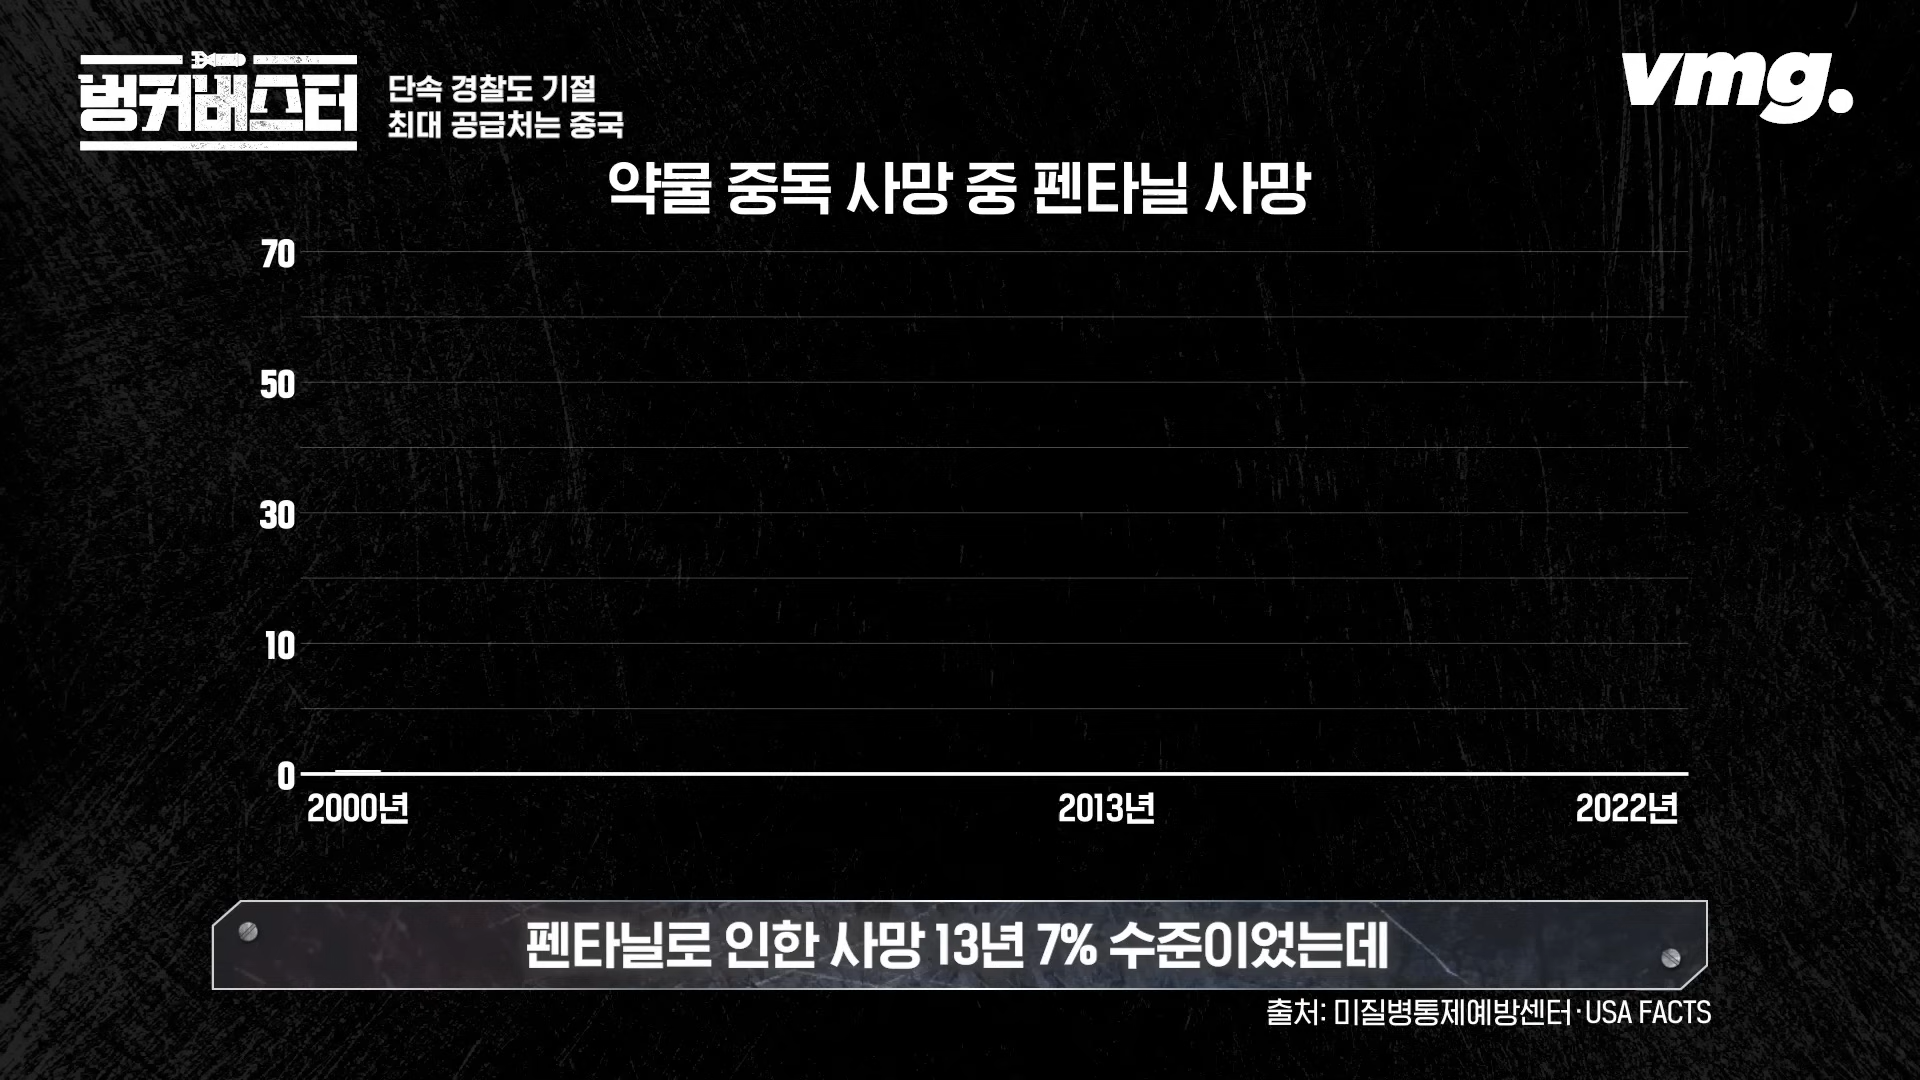 벙커버스터
단속 경찰도 기절
최대 공급처는 중국
vmg.
약물 중독 사망 중 펜타닐 사망
70
50
30
10
0
2000년 2013년 2022년
펜타닐로 인한 사망 13년 7% 수준이었는데
출처: 미질병통제예방센터·USA FACTS